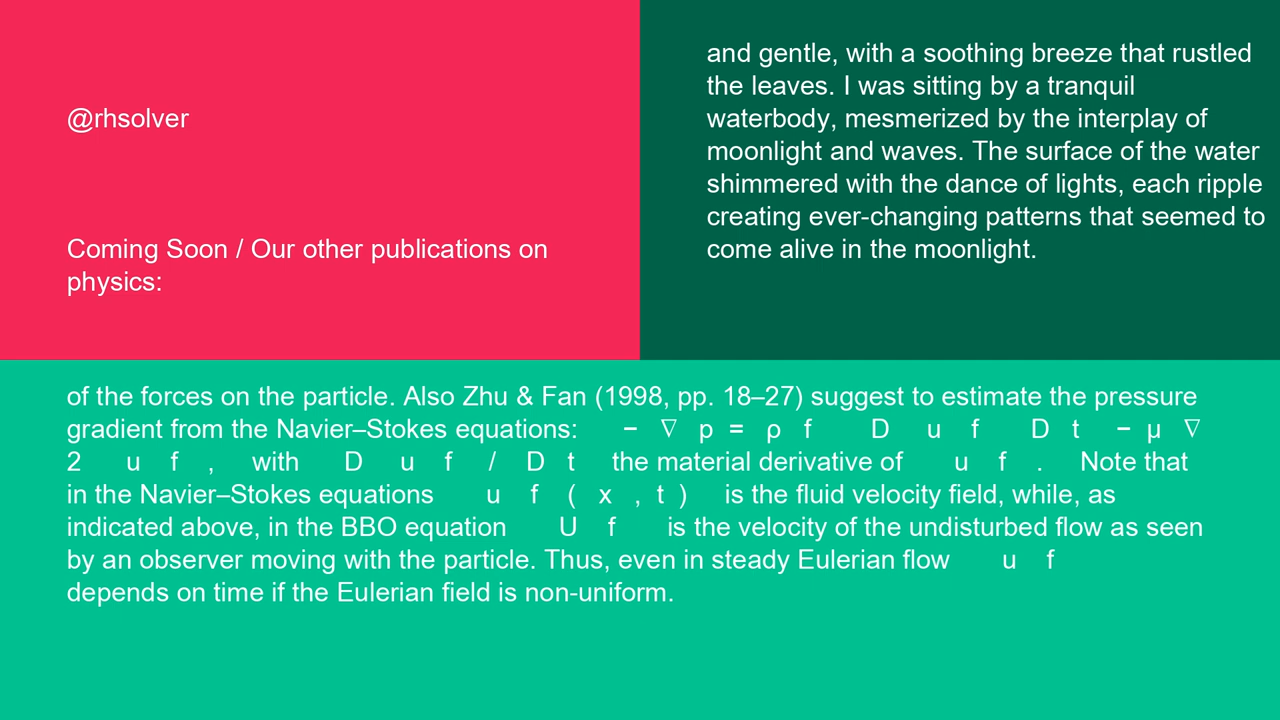 @rhsolver
Coming Soon / Our other publications on
physics:
and gentle, with a soothing breeze that rustled
the leaves. I was sitting by a tranquil
waterbody, mesmerized by the interplay of
moonlight and waves. The surface of the water
shimmered with the dance of lights, each ripple
creating ever-changing patterns that seemed to
come alive in the moonlight.
of the forces on the particle. Also Zhu & Fan (1998, pp. 18–27) suggest to estimate the pressure
gradient from the Navier–Stokes equations: − ∇ p = ρ f D u f D t − μ ∇
2 u f , with D u f / D t the material derivative of u f . Note that
in the Navier–Stokes equations u f ( x , t ) is the fluid velocity field, while, as
indicated above, in the BBO equation U f is the velocity of the undisturbed flow as seen
by an observer moving with the particle. Thus, even in steady Eulerian flow u f
depends on time if the Eulerian field is non-uniform.